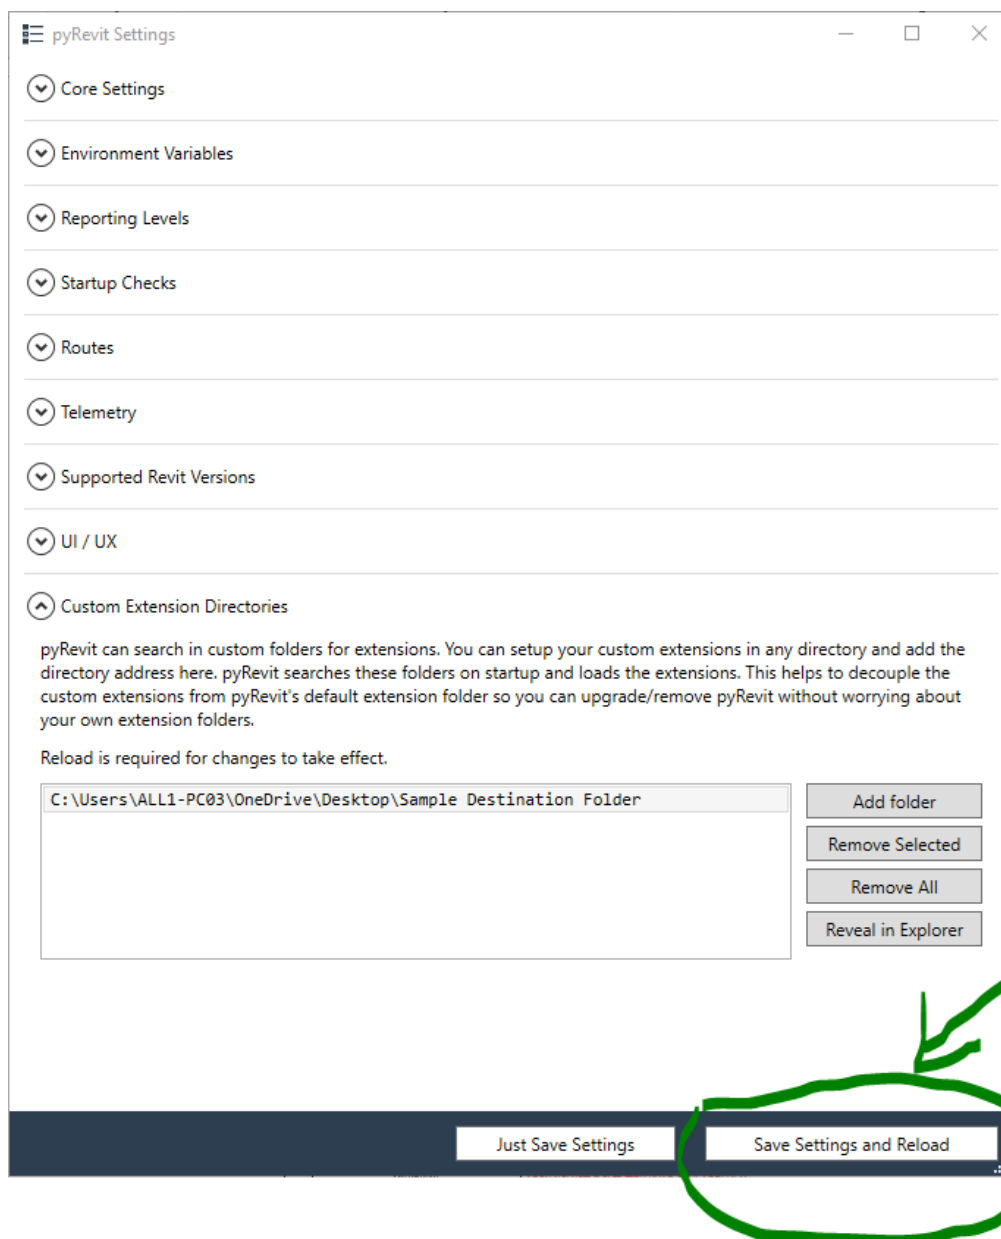 pyRevit Settings
Core Settings
Environment Variables
Reporting Levels
Startup Checks
Routes
Telemetry
Supported Revit Versions
UI / UX
Custom Extension Directories
pyRevit can search in custom folders for extensions. You can setup your custom extensions in any directory and add the
directory address here. pyRevit searches these folders on startup and loads the extensions. This helps to decouple the
custom extensions from pyRevit's default extension folder so you can upgrade/remove pyRevit without worrying about
your own extension folders.
Reload is required for changes to take effect.
C:\Users\ALL1-PC03\OneDrive\Desktop\Sample Destination Folder
Add folder
Remove Selected
Remove All
Reveal in Explorer
Just Save Settings
Save Settings and Reload